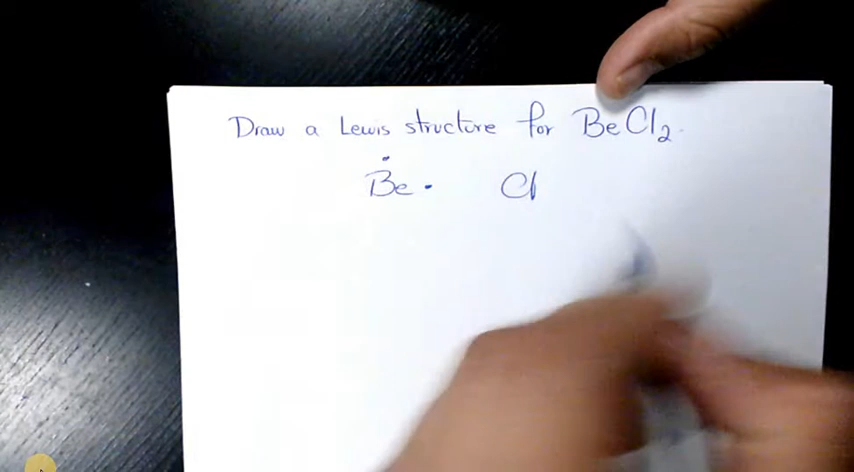 Draw a Lewis structure for BeCl₂.
Be Cl